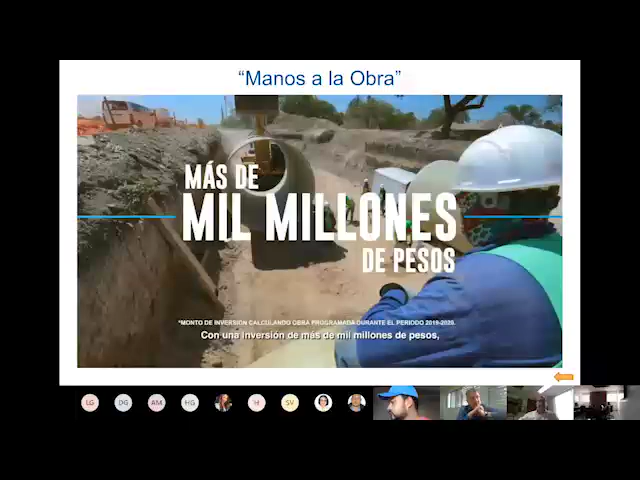 “Manos a la Obra”
MÁS DE
MIL MILLONES
DE PESOS
*MONTO DE INVERSIÓN CALCULANDO OBRA PROGRAMADA DURANTE EL PERIODO 2019-2020.
Con una inversión de más de mil millones de pesos,
LG DG AM HG H SV